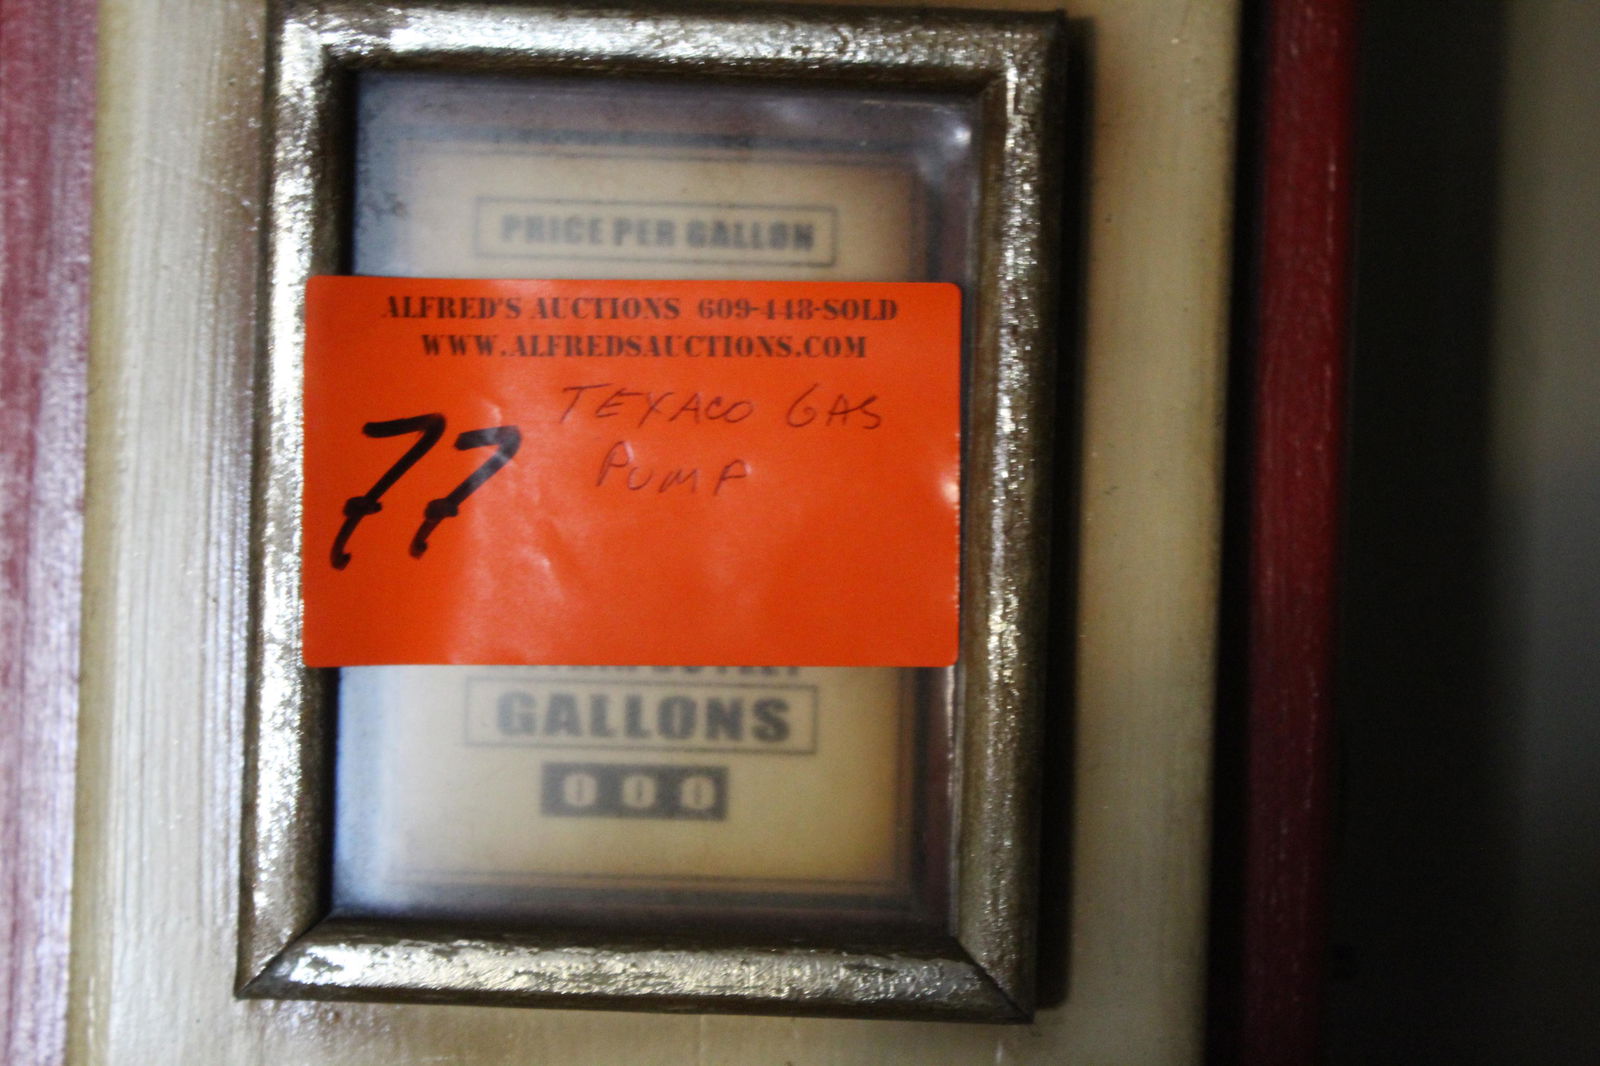 PRICE PER GALLON
ALFRED'S AUCTIONS 609-448-SOLD
WWW.ALFREDSAUCTIONS.COM
TEXACO GAS
77
PUMP
GALLONS
000